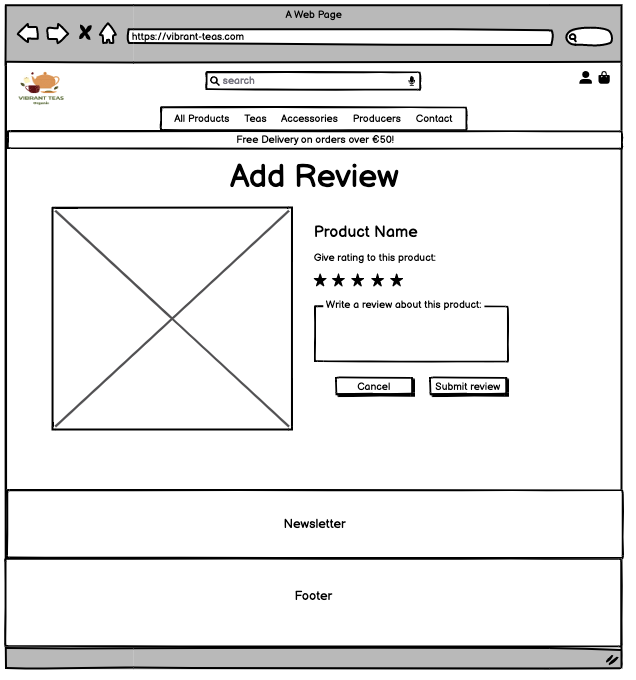 A Web Page
https://vibrant-teas.com
VIBRANT TEAS
search
All Products Teas Accessories Producers Contact
Free Delivery on orders over €50!
Add Review
Product Name
Give rating to this product:
Write a review about this product:
Cancel Submit review
Newsletter
Footer